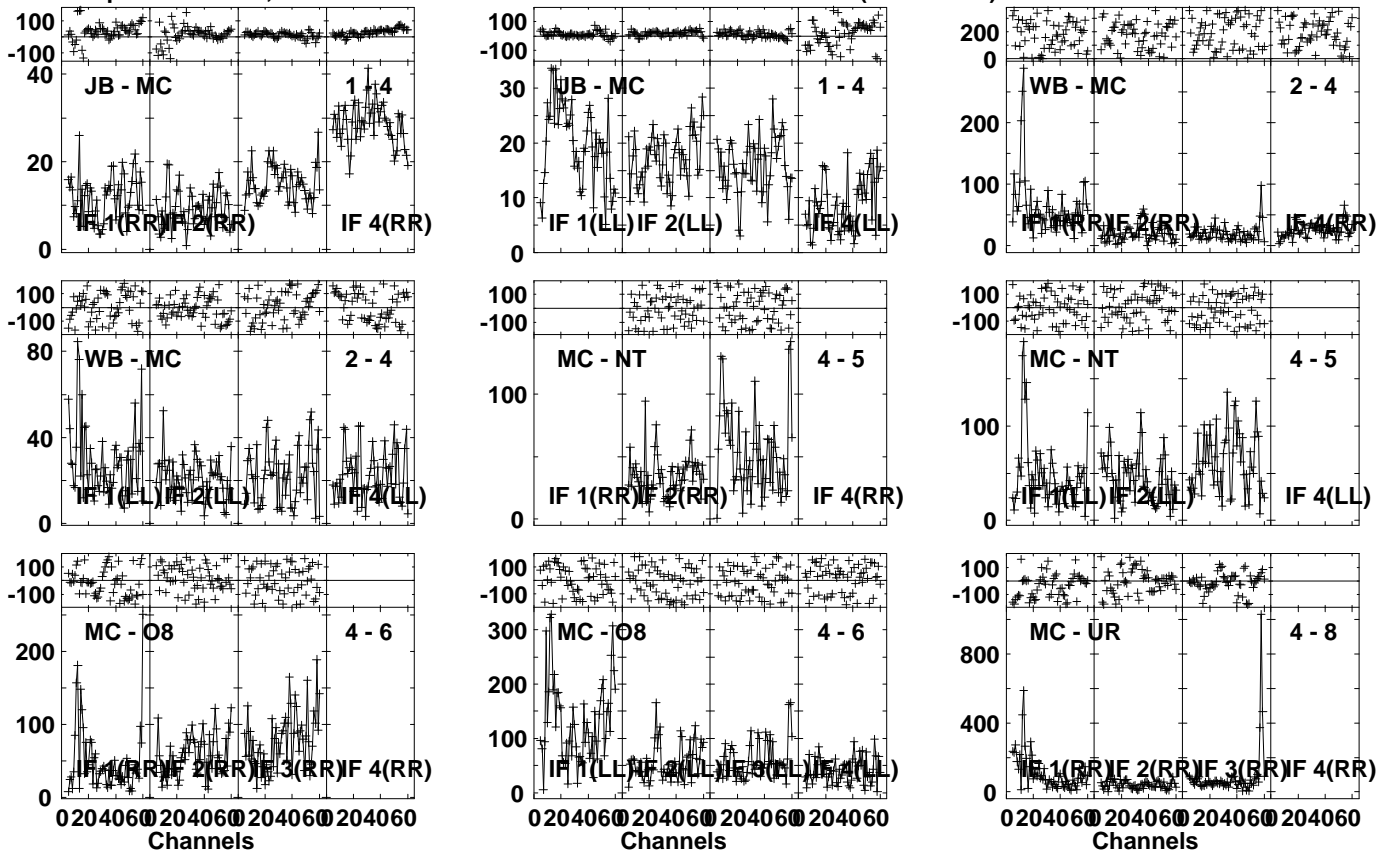 100
-100
40
20
0
JB - MC
1 - 4
IF 1(RR)
IF 2(RR)
IF 4(RR)
100
-100
30
20
10
0
JB - MC
1 - 4
IF 1(LL)
IF 2(LL)
IF 4(LL)
200
0
200
100
0
WB - MC
2 - 4
IF 1(RR)
IF 2(RR)
IF 4(RR)
100
-100
80
40
0
WB - MC
2 - 4
IF 1(LL)
IF 2(LL)
IF 4(LL)
100
-100
100
0
MC - NT
4 - 5
IF 1(RR)
IF 2(RR)
IF 4(RR)
100
-100
100
0
MC - NT
4 - 5
IF 1(LL)
IF 2(LL)
IF 4(LL)
100
-100
200
100
0
MC - O8
4 - 6
IF 1(RR)
IF 2(RR)
IF 3(RR)
IF 4(RR)
0204060 0204060 0204060 0204060
Channels
100
-100
300
200
100
0
MC - O8
4 - 6
IF 1(LL)
IF 2(LL)
IF 3(LL)
IF 4(LL)
0204060 0204060 0204060 0204060
Channels
100
-100
800
400
0
MC - UR
4 - 8
IF 1(RR)
IF 2(RR)
IF 3(RR)
IF 4(RR)
0204060 0204060 0204060 0204060
Channels